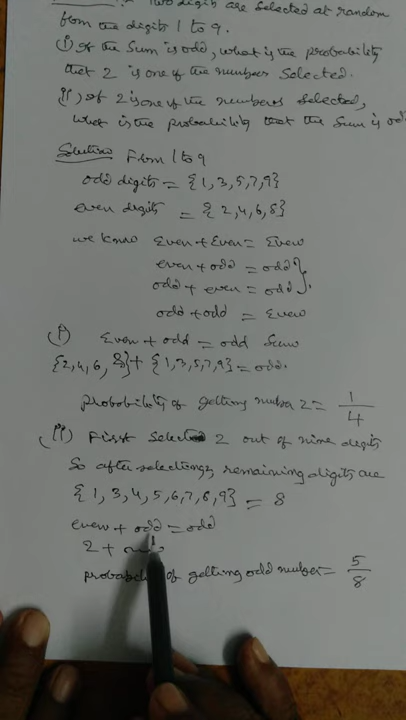 Two digits are selected at random
from the digits 1 to 9.
(i) If the Sum is odd, what is the probability
that 2 is one of the number Selected.
(ii) If 2 is one of the numbers selected,
what is the probability that the Sum is
Solution From 1 to 9
odd digits = {1, 3, 5, 7, 9}
even digits = {2, 4, 6, 8}
we know Even + Even = Even
even + odd = odd }
odd + even = odd
odd + odd = Even
(i) Even + odd = odd Sum
{2, 4, 6, 8} + {1, 3, 5, 7, 9} = odd.
probability of getting number 2 = 1/4
(ii) First Selected 2 out of nine digits
So after selecting 2, remaining digits are
{1, 3, 4, 5, 6, 7, 8, 9} = 8
even + odd = odd
2 +
of getting odd number = 5/8